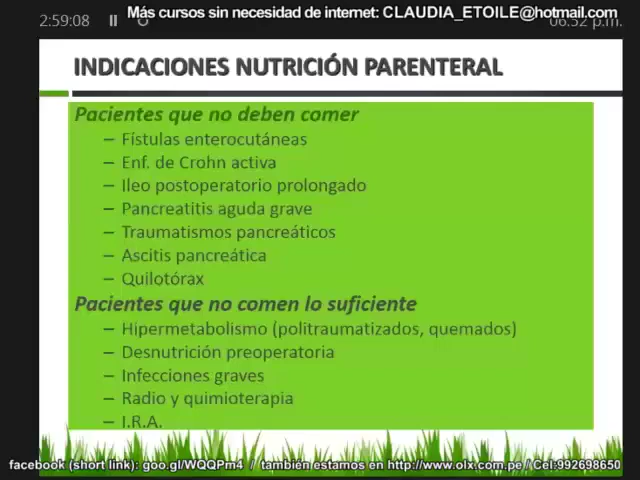 Más cursos sin necesidad de internet: CLAUDIA_ETOILE@hotmail.com
2:59:08
06:52 p.m.
INDICACIONES NUTRICIÓN PARENTERAL
Pacientes que no deben comer
– Fístulas enterocutáneas
– Enf. de Crohn activa
– Ileo postoperatorio prolongado
– Pancreatitis aguda grave
– Traumatismos pancreáticos
– Ascitis pancreática
– Quilotórax
Pacientes que no comen lo suficiente
– Hipermetabolismo (politraumatizados, quemados)
– Desnutrición preoperatoria
– Infecciones graves
– Radio y quimioterapia
– I.R.A.
facebook (short link): goo.gl/WQQPm4 / también estamos en http://www.olx.com.pe / Cel:992698650